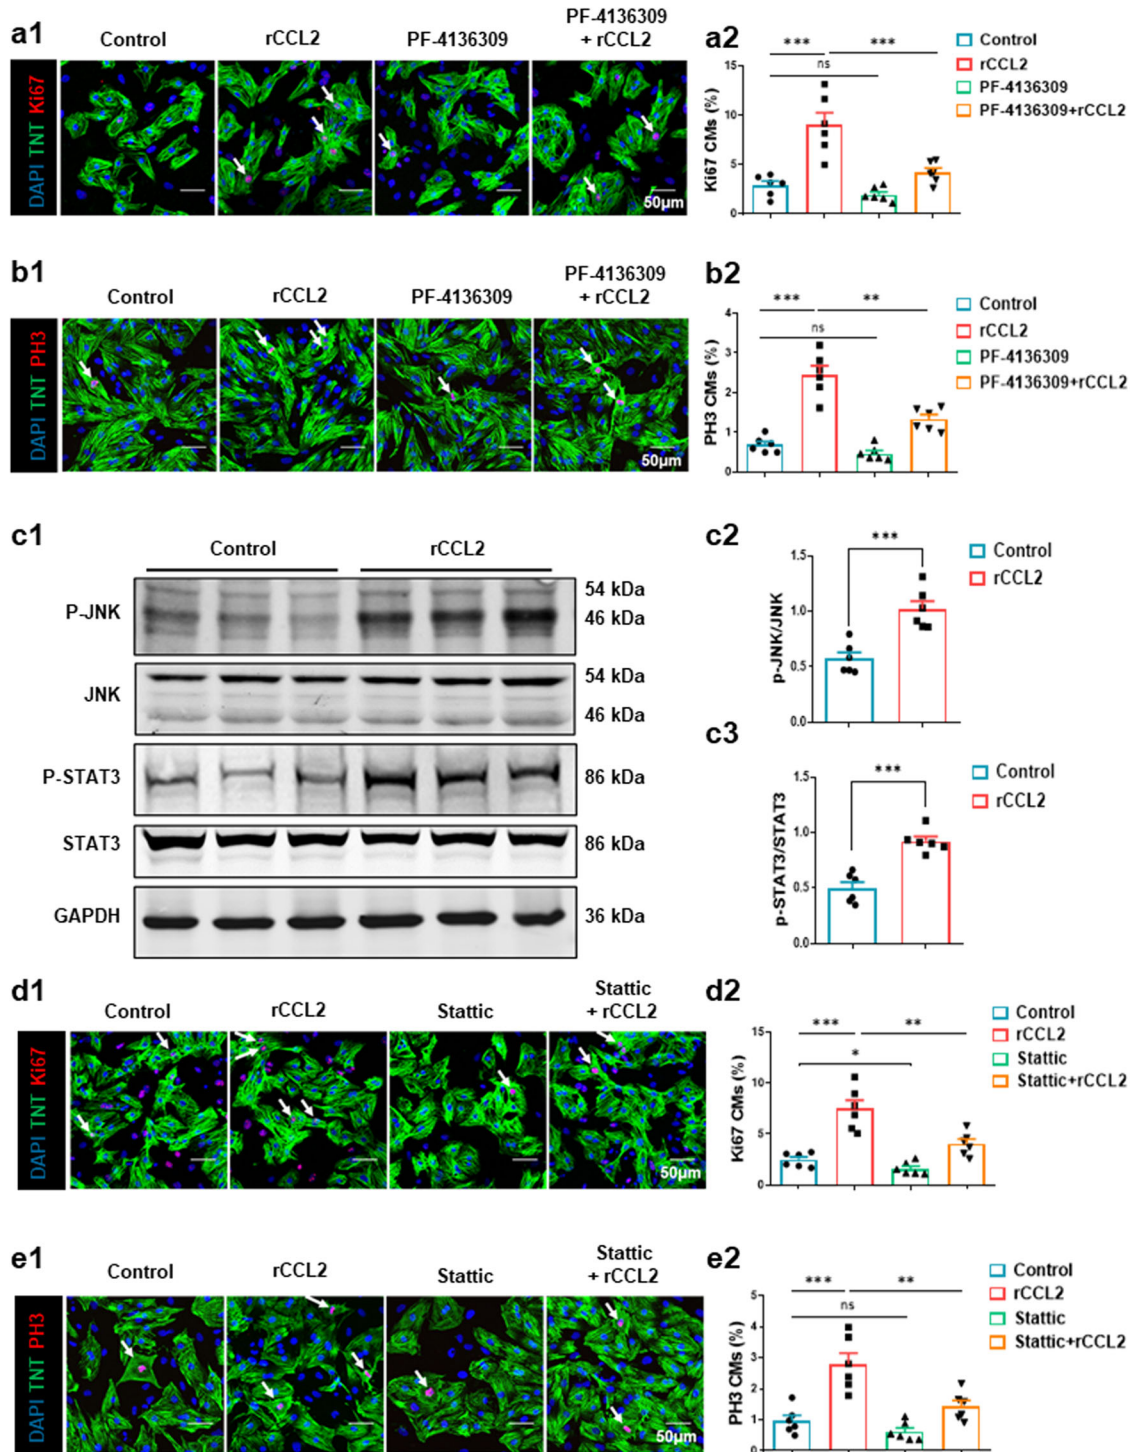 a1
Control
rCCL2
PF-4136309
PF-4136309
+ rCCL2
DAPI TNT Ki67
50μm
a2
Ki67 CMs (%)
15
10
5
0
***
***
ns
Control
rCCL2
PF-4136309
PF-4136309+rCCL2
b1
Control
rCCL2
PF-4136309
PF-4136309
+ rCCL2
DAPI TNT PH3
50μm
b2
PH3 CMs (%)
4
3
2
1
0
***
**
ns
Control
rCCL2
PF-4136309
PF-4136309+rCCL2
c1
Control
rCCL2
P-JNK
54 kDa
46 kDa
JNK
54 kDa
46 kDa
P-STAT3
86 kDa
STAT3
86 kDa
GAPDH
36 kDa
c2
p-JNK/JNK
1.5
1.0
0.5
0.0
***
Control
rCCL2
c3
p-STAT3/STAT3
1.5
1.0
0.5
0.0
***
Control
rCCL2
d1
Control
rCCL2
Stattic
Stattic
+ rCCL2
DAPI TNT Ki67
50μm
d2
Ki67 CMs (%)
15
10
5
0
***
**
*
Control
rCCL2
Stattic
Stattic+rCCL2
e1
Control
rCCL2
Stattic
Stattic
+ rCCL2
DAPI TNT PH3
50μm
e2
PH3 CMs (%)
5
4
3
2
1
0
***
**
ns
Control
rCCL2
Stattic
Stattic+rCCL2